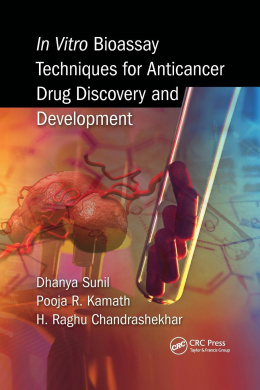 In Vitro Bioassay
Techniques for Anticancer
Drug Discovery and
Development
Dhanya Sunil
Pooja R. Kamath
H. Raghu Chandrashekhar
CRC
CRC Press
Taylor & Francis Group